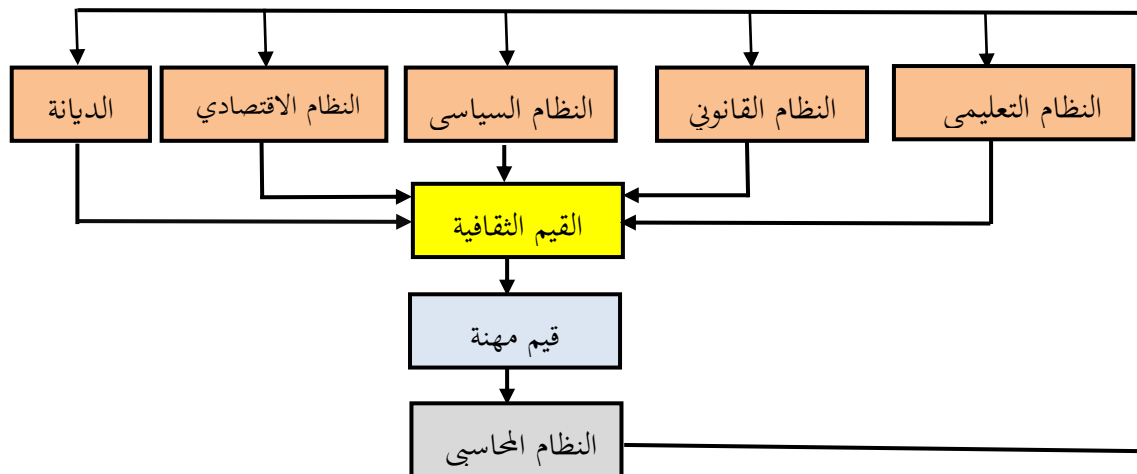 النظام التعليمى
النظام القانوني
النظام السياسى
النظام الاقتصادي
الديانة
القيم الثقافية
قيم مهنة
النظام المحاسبى